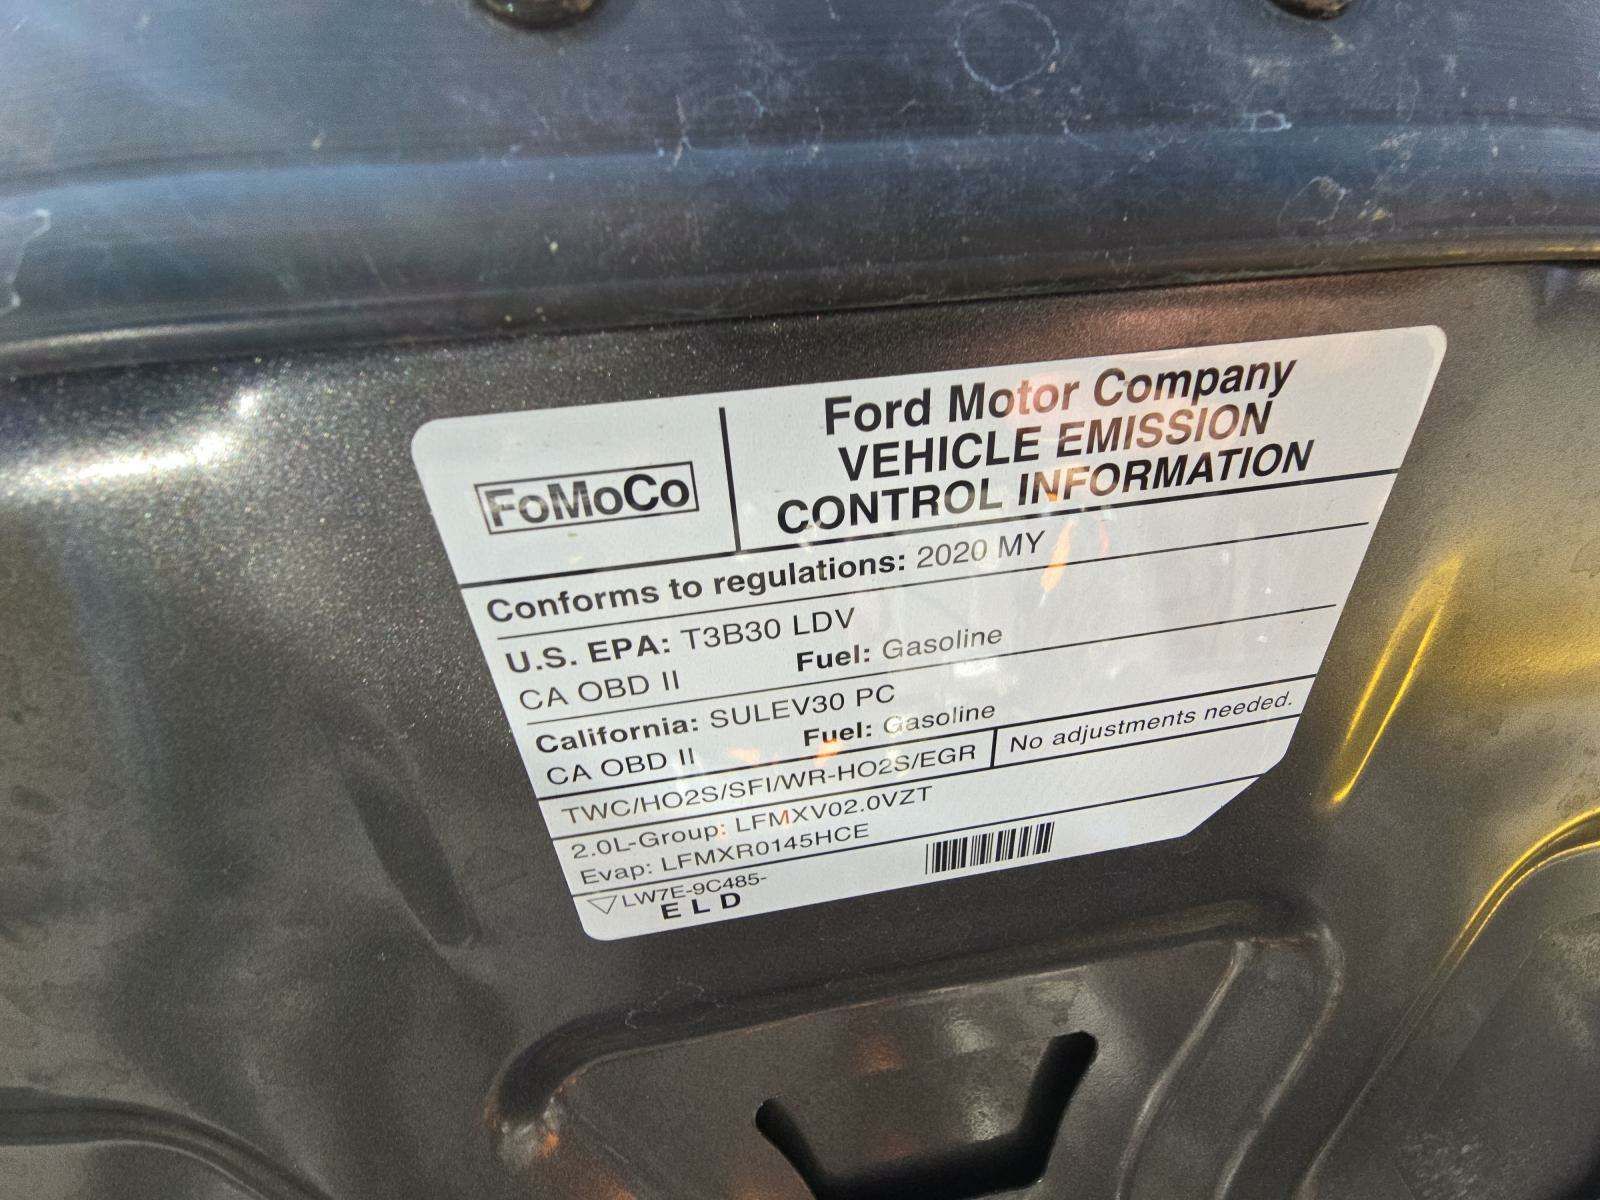 FoMoCo
Ford Motor Company
VEHICLE EMISSION
CONTROL INFORMATION
Conforms to regulations: 2020 MY
U.S. EPA: T3B30 LDV
CA OBD II Fuel: Gasoline
California: SULEV30 PC
CA OBD II Fuel: Gasoline
TWC/HO2S/SFI/WR-HO2S/EGR No adjustments needed.
2.0L-Group: LFMXV02.0VZT
Evap: LFMXR0145HCE
LW7E-9C485-
ELD